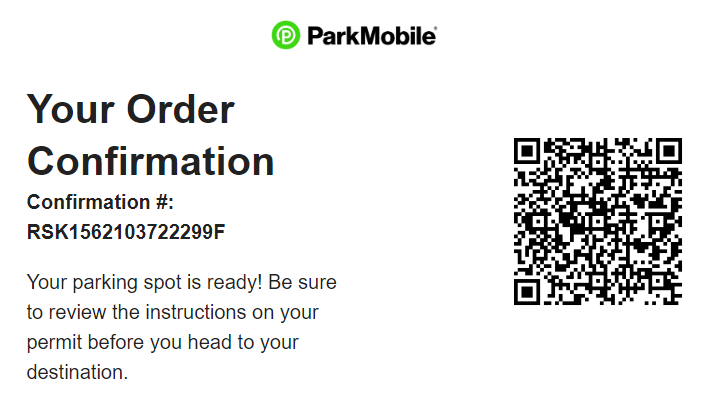 ParkMobile
Your Order
Confirmation
Confirmation #:
RSK1562103722299F
Your parking spot is ready! Be sure
to review the instructions on your
permit before you head to your
destination.